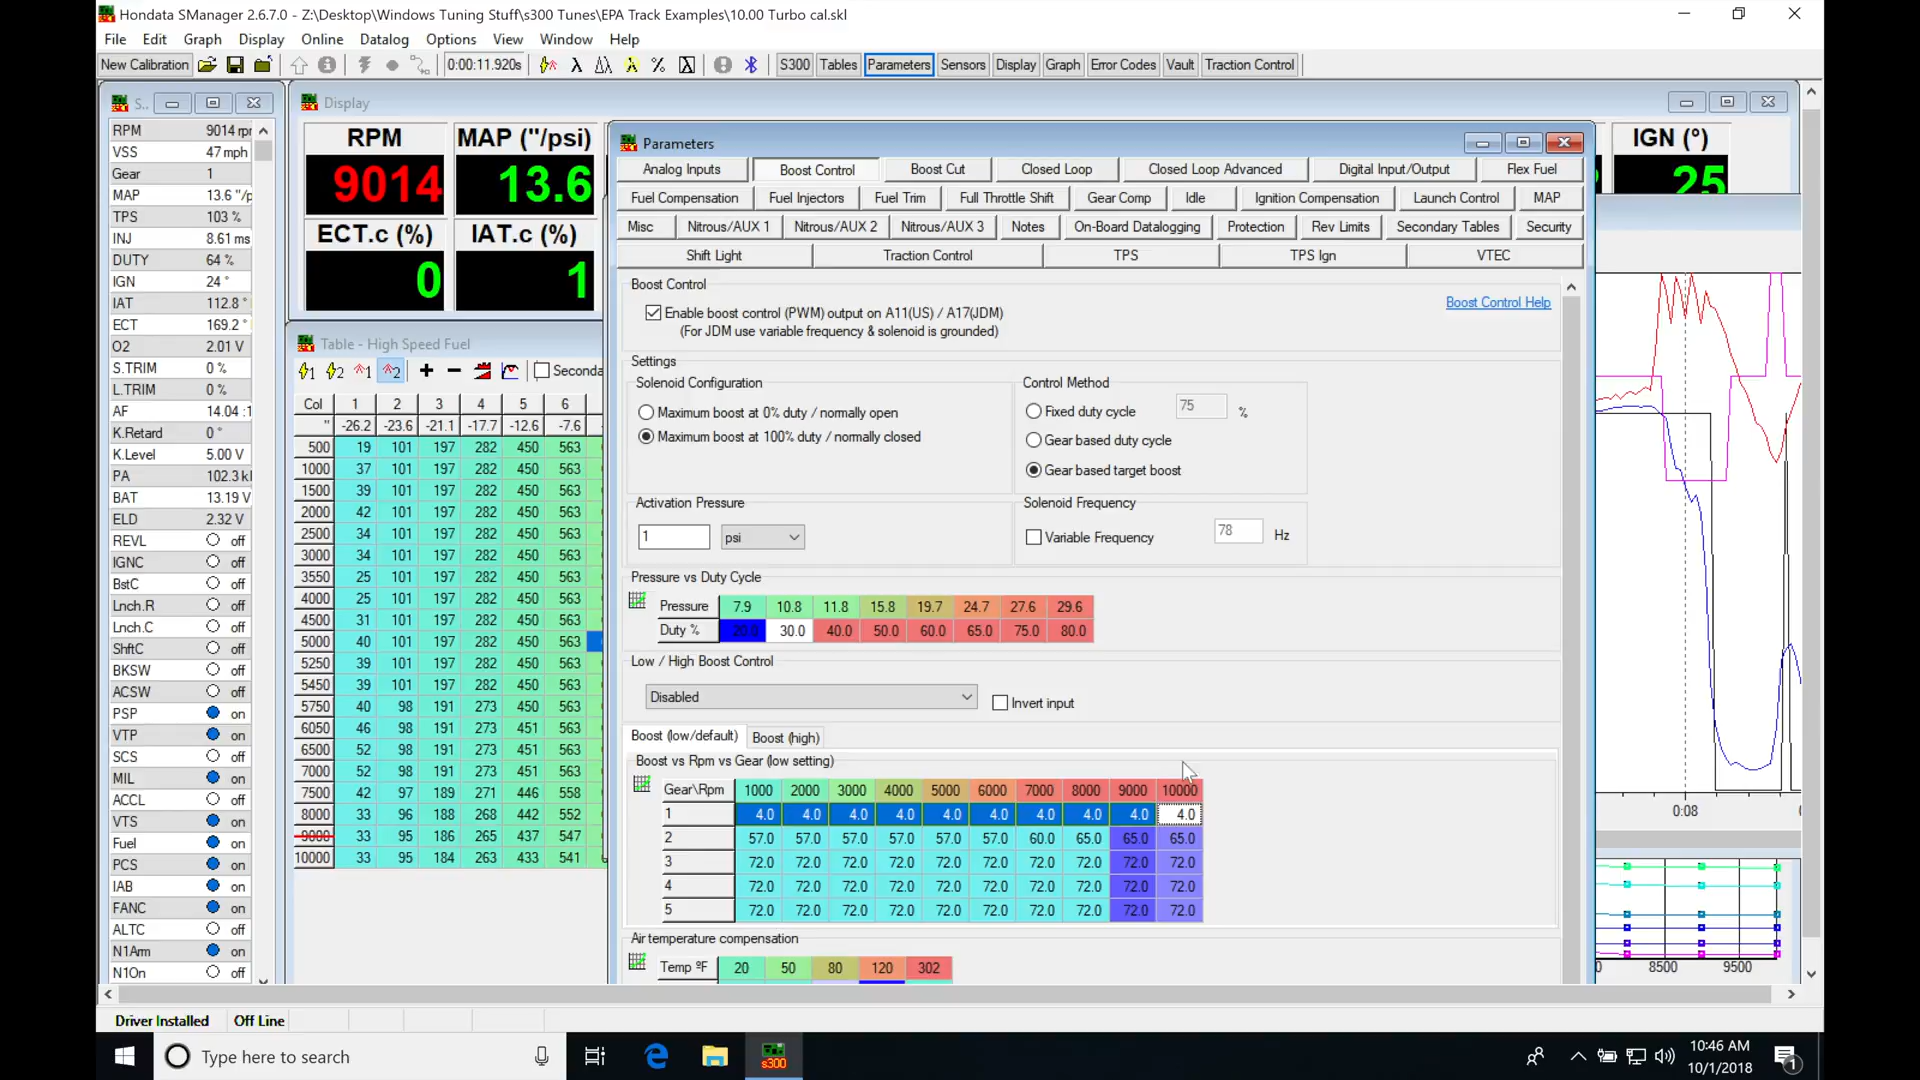 Hondata SManager 2.6.7.0 - Z:\Desktop\Windows Tuning Stuff\s300 Tunes\EPA Track Examples\10.00 Turbo cal.skl
File Edit Graph Display Online Datalog Options View Window Help
New Calibration 0:00:11.920s S300 Tables Parameters Sensors Display Graph Error Codes Vault Traction Control
S..
RPM 9014 rpr
VSS 47 mph
Gear 1
MAP 13.6 "/p
TPS 103 %
INJ 8.61 ms
DUTY 64 %
IGN 24 °
IAT 112.8 °
ECT 169.2 °
O2 2.01 V
S.TRIM 0 %
L.TRIM 0 %
AF 14.04 :1
K.Retard 0 °
K.Level 5.00 V
PA 102.3 kl
BAT 13.19 V
ELD 2.32 V
REVL off
IGNC off
BstC off
Lnch.R off
Lnch.C off
ShftC off
BKSW off
ACSW off
PSP on
VTP on
SCS off
MIL on
ACCL off
VTS on
Fuel on
PCS on
IAB on
FANC on
ALTC off
N1Arm on
N1On off
Display
RPM MAP ("/psi) IGN (°)
9014 13.6 25
ECT.c (%) IAT.c (%)
0 1
Table - High Speed Fuel
1 2 1 2 + - Seconda
Col 1 2 3 4 5 6
" -26.2 -23.6 -21.1 -17.7 -12.6 -7.6
500 19 101 197 282 450 563
1000 37 101 197 282 450 563
1500 39 101 197 282 450 563
2000 42 101 197 282 450 563
2500 34 101 197 282 450 563
3000 34 101 197 282 450 563
3550 25 101 197 282 450 563
4000 25 101 197 282 450 563
4500 31 101 197 282 450 563
5000 40 101 197 282 450 563
5250 39 101 197 282 450 563
5450 39 101 197 282 450 563
5750 40 98 191 273 450 563
6050 46 98 191 273 451 563
6500 52 98 191 273 451 563
7000 52 98 191 273 451 563
7500 42 97 189 271 446 558
8000 33 96 188 268 442 552
9000 33 95 186 265 437 547
10000 33 95 184 263 433 541
Parameters
Analog Inputs Boost Control Boost Cut Closed Loop Closed Loop Advanced Digital Input/Output Flex Fuel
Fuel Compensation Fuel Injectors Fuel Trim Full Throttle Shift Gear Comp Idle Ignition Compensation Launch Control MAP
Misc Nitrous/AUX 1 Nitrous/AUX 2 Nitrous/AUX 3 Notes On-Board Datalogging Protection Rev Limits Secondary Tables Security
Shift Light Traction Control TPS TPS Ign VTEC
Boost Control
Boost Control Help
Enable boost control (PWM) output on A11(US) / A17(JDM)
(For JDM use variable frequency & solenoid is grounded)
Settings
Solenoid Configuration
Maximum boost at 0% duty / normally open
Maximum boost at 100% duty / normally closed
Control Method
Fixed duty cycle 75 %
Gear based duty cycle
Gear based target boost
Activation Pressure
1 psi
Solenoid Frequency
Variable Frequency 78 Hz
Pressure vs Duty Cycle
Pressure 7.9 10.8 11.8 15.8 19.7 24.7 27.6 29.6
Duty % 20.0 30.0 40.0 50.0 60.0 65.0 75.0 80.0
Low / High Boost Control
Disabled Invert input
Boost (low/default) Boost (high)
Boost vs Rpm vs Gear (low setting)
Gear\Rpm 1000 2000 3000 4000 5000 6000 7000 8000 9000 10000
1 4.0 4.0 4.0 4.0 4.0 4.0 4.0 4.0 4.0 4.0
2 57.0 57.0 57.0 57.0 57.0 57.0 60.0 65.0 65.0 65.0
3 72.0 72.0 72.0 72.0 72.0 72.0 72.0 72.0 72.0 72.0
4 72.0 72.0 72.0 72.0 72.0 72.0 72.0 72.0 72.0 72.0
5 72.0 72.0 72.0 72.0 72.0 72.0 72.0 72.0 72.0 72.0
Air temperature compensation
Temp ºF 20 50 80 120 302
0:08
0 8500 9500
Driver Installed Off Line
Type here to search
s300
10:46 AM
10/1/2018
1